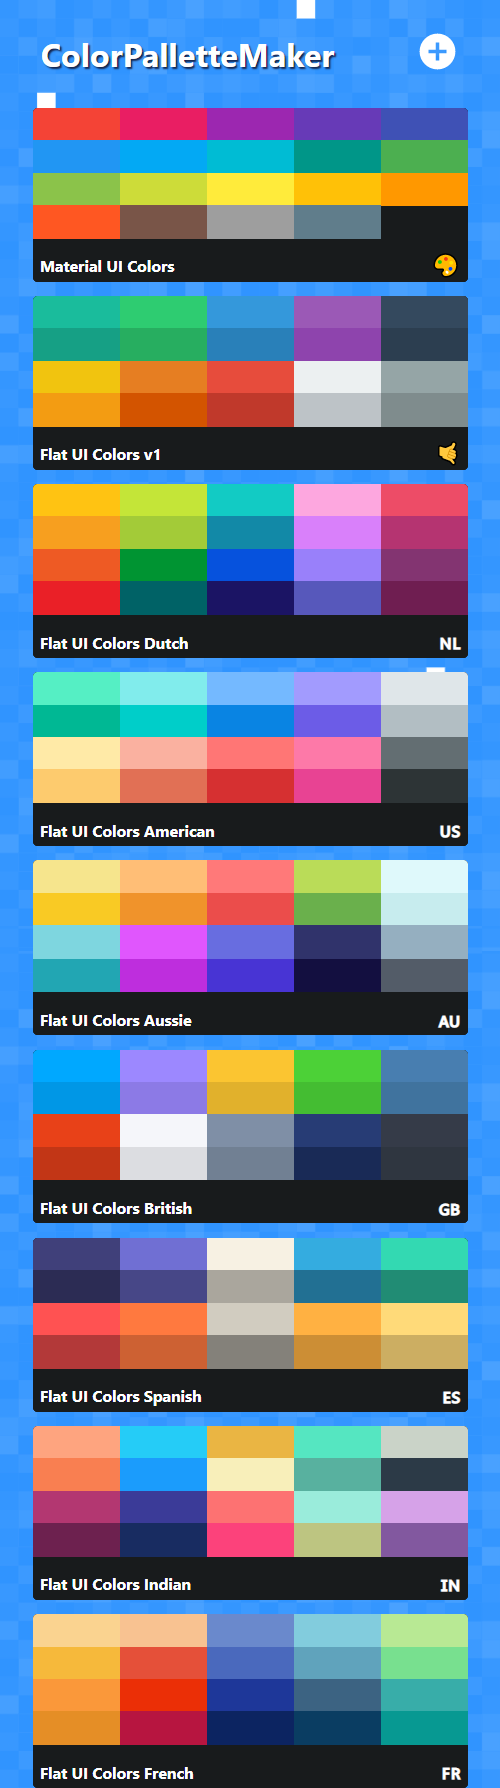 ColorPalletteMaker
Material UI Colors
Flat UI Colors v1
Flat UI Colors Dutch NL
Flat UI Colors American US
Flat UI Colors Aussie AU
Flat UI Colors British GB
Flat UI Colors Spanish ES
Flat UI Colors Indian IN
Flat UI Colors French FR